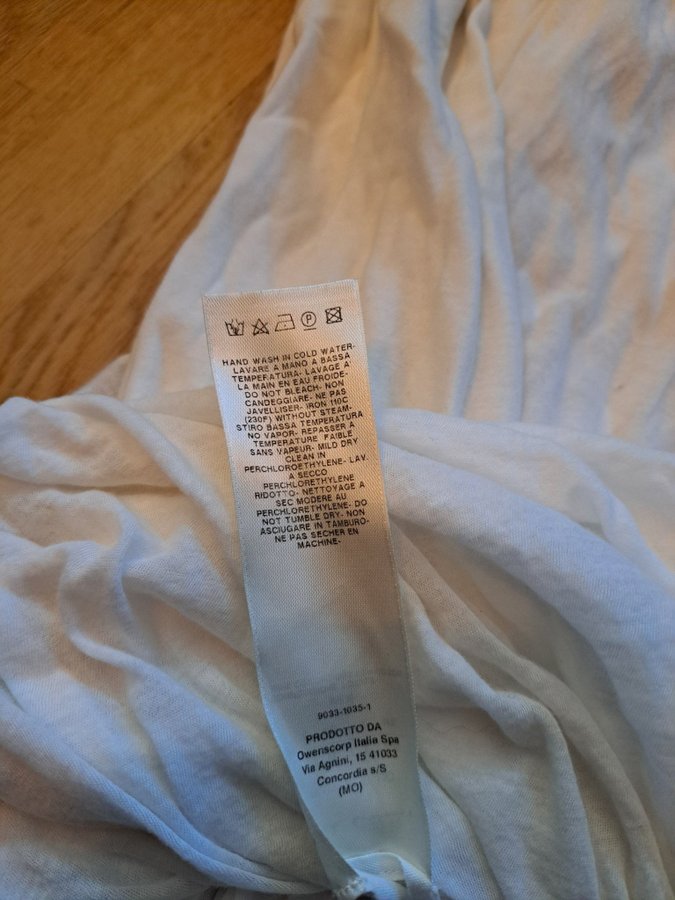 HAND WASH IN COLD WATER-
LAVARE A MANO A BASSA
TEMPERATURA- LAVAGE A
LA MAIN EN EAU FROIDE-
DO NOT BLEACH- NON
CANDEGGIARE- NE PAS
JAVELLISER- IRON 110C
(230F) WITHOUT STEAM-
STIRO BASSA TEMPERATURA
NO VAPOR- REPASSER A
TEMPERATURE FAIBLE
SANS VAPEUR- MILD DRY
CLEAN IN
PERCHLOROETHYLENE- LAV.
A SECCO
PERCHLORETHYLENE
RIDOTTO- NETTOYAGE A
SEC MODERE AU
PERCHLORETHYLENE- DO
NOT TUMBLE DRY- NON
ASCIUGARE IN TAMBURO-
NE PAS SECHER EN
MACHINE-
9033-1035-1
PRODOTTO DA
Owenscorp Italia Spa
Via Agnini, 15 41033
Concordia s/S
(MO)